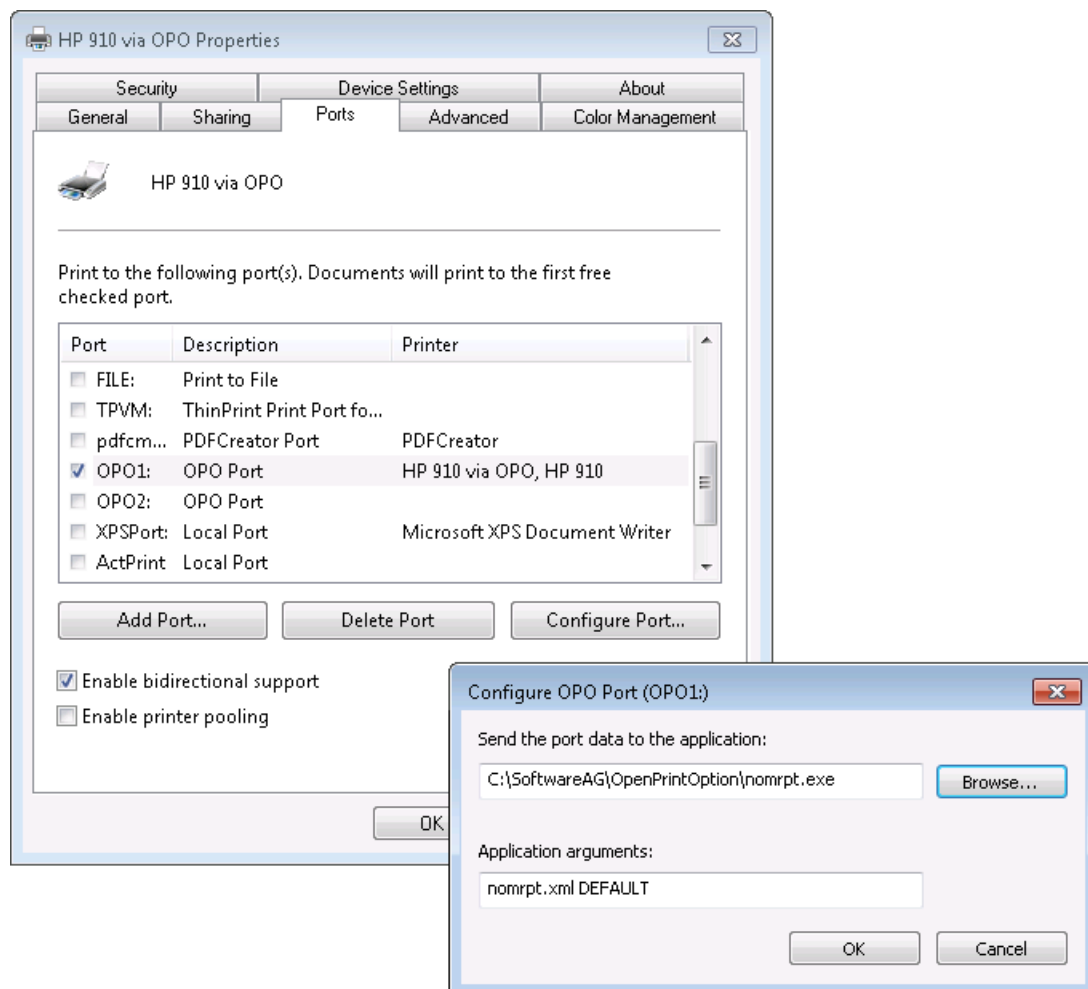 HP 910 via OPO Properties
Security Device Settings About
General Sharing Ports Advanced Color Management
HP 910 via OPO
Print to the following port(s). Documents will print to the first free
checked port.
Port Description Printer
FILE: Print to File
TPVM: ThinPrint Print Port fo...
pdfcm... PDFCreator Port PDFCreator
OPO1: OPO Port HP 910 via OPO, HP 910
OPO2: OPO Port
XPSPort: Local Port Microsoft XPS Document Writer
ActPrint Local Port
Add Port... Delete Port Configure Port...
Enable bidirectional support
Enable printer pooling
OK
Configure OPO Port (OPO1:)
Send the port data to the application:
C:\SoftwareAG\OpenPrintOption\nomrpt.exe Browse...
Application arguments:
nomrpt.xml DEFAULT
OK Cancel